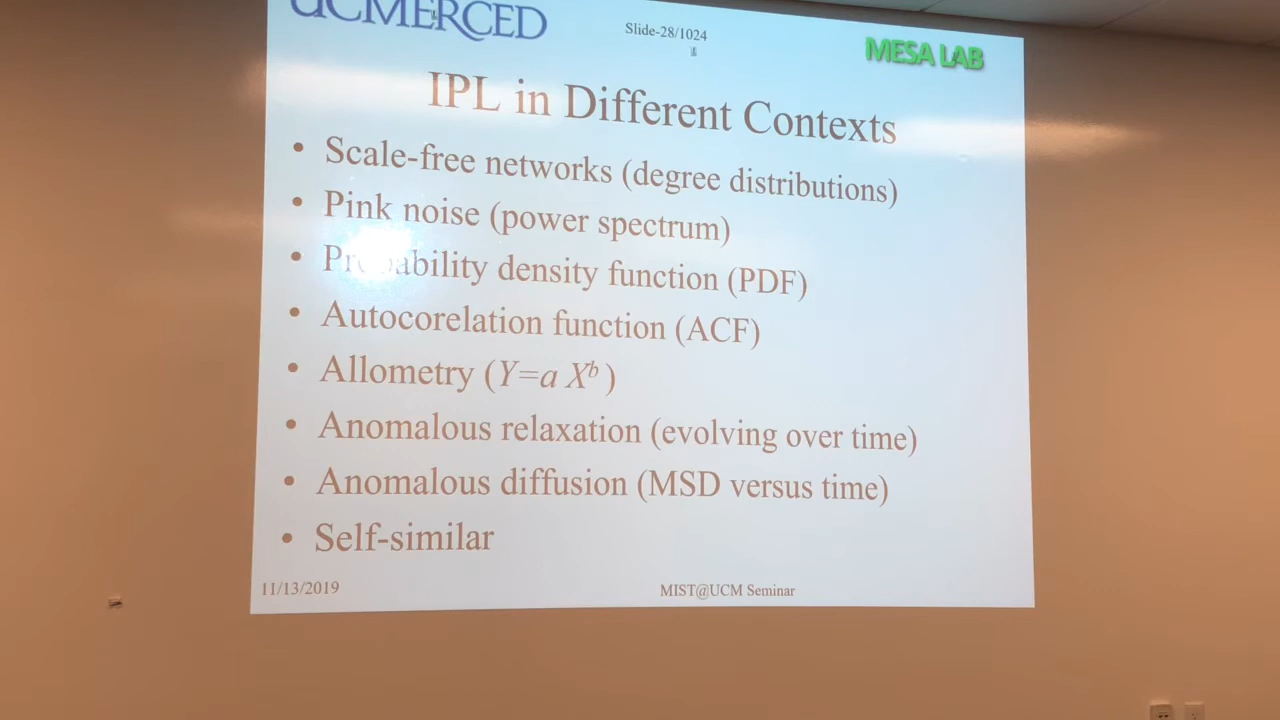 UCMERCED
Slide-28/1024
MESA LAB
IPL in Different Contexts
• Scale-free networks (degree distributions)
• Pink noise (power spectrum)
• Probability density function (PDF)
• Autocorelation function (ACF)
• Allometry (Y=a X^b )
• Anomalous relaxation (evolving over time)
• Anomalous diffusion (MSD versus time)
• Self-similar
11/13/2019
MIST@UCM Seminar